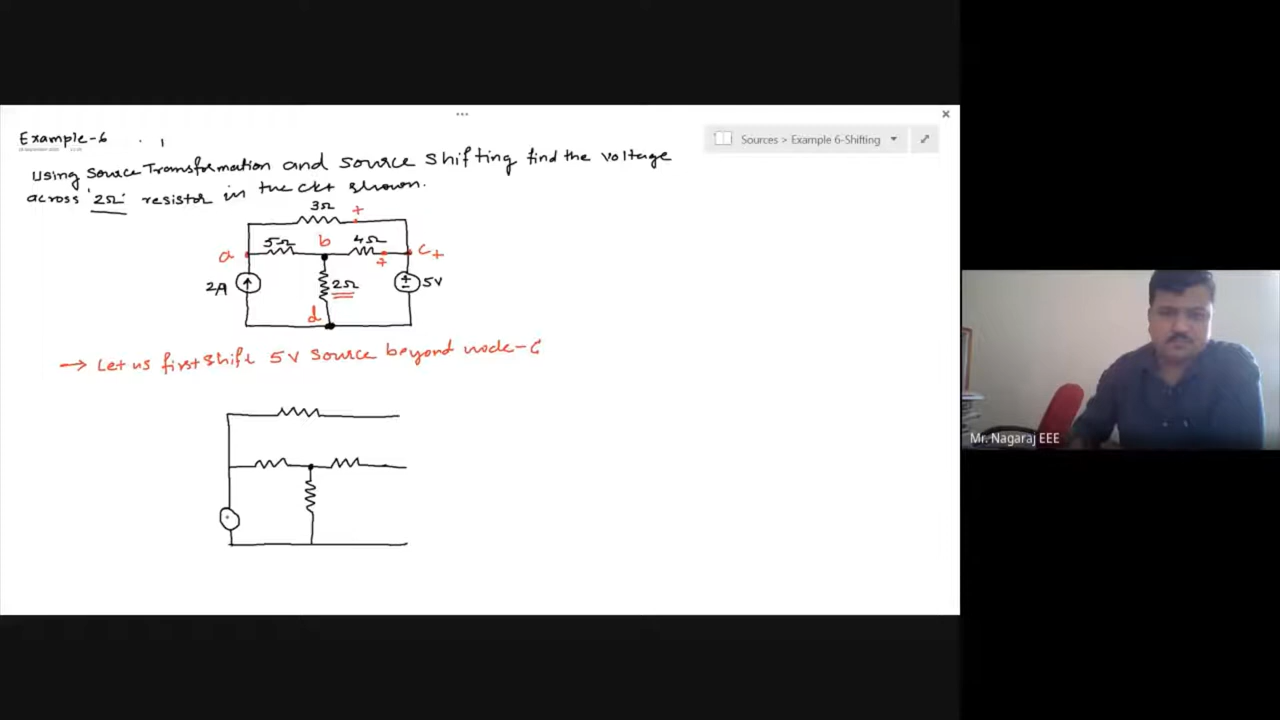 Example-6
Sources > Example 6-Shifting
Using Source Transformation and source shifting find the voltage
across '2Ω' resistor in the ckt shown.
3Ω
+
5Ω
b
4Ω
a
c +
+
2A
2Ω
+
-
5V
d
→ Let us first shift 5V source beyond node-C
Mr. Nagaraj EEE